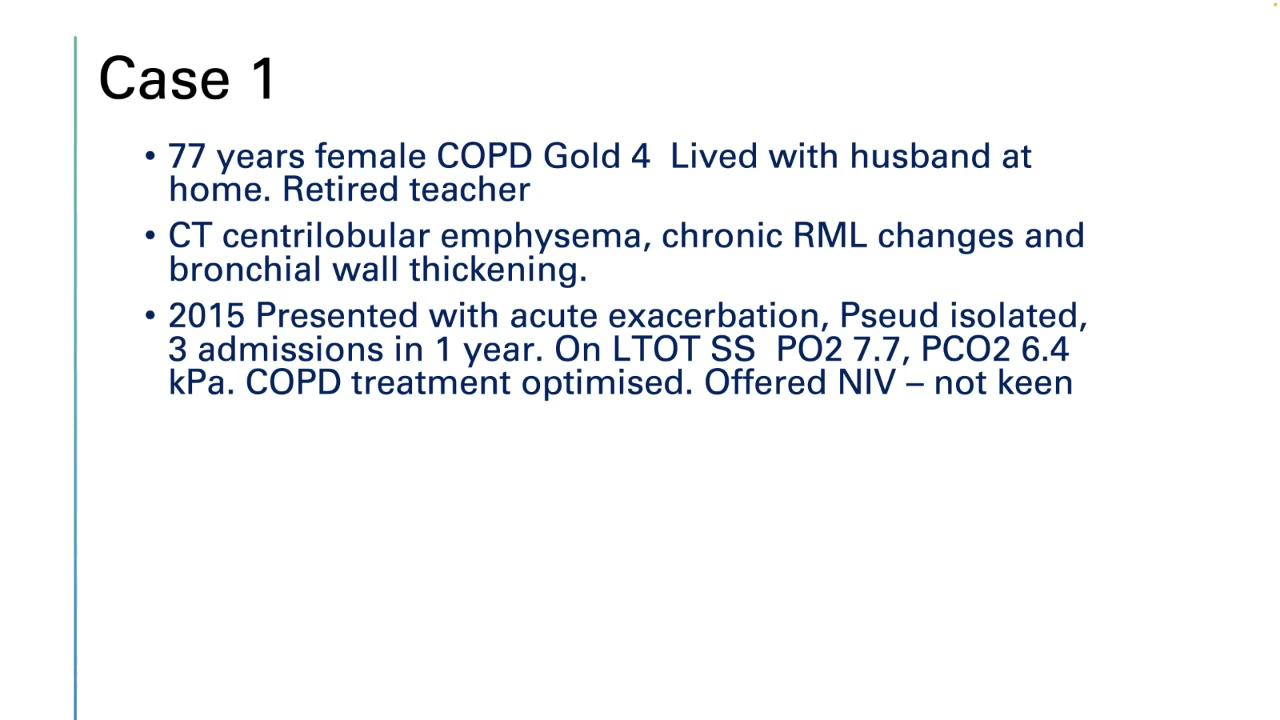 Case 1
• 77 years female COPD Gold 4  Lived with husband at
home. Retired teacher
• CT centrilobular emphysema, chronic RML changes and
bronchial wall thickening.
• 2015 Presented with acute exacerbation, Pseud isolated,
3 admissions in 1 year. On LTOT SS  PO2 7.7, PCO2 6.4
kPa. COPD treatment optimised. Offered NIV – not keen